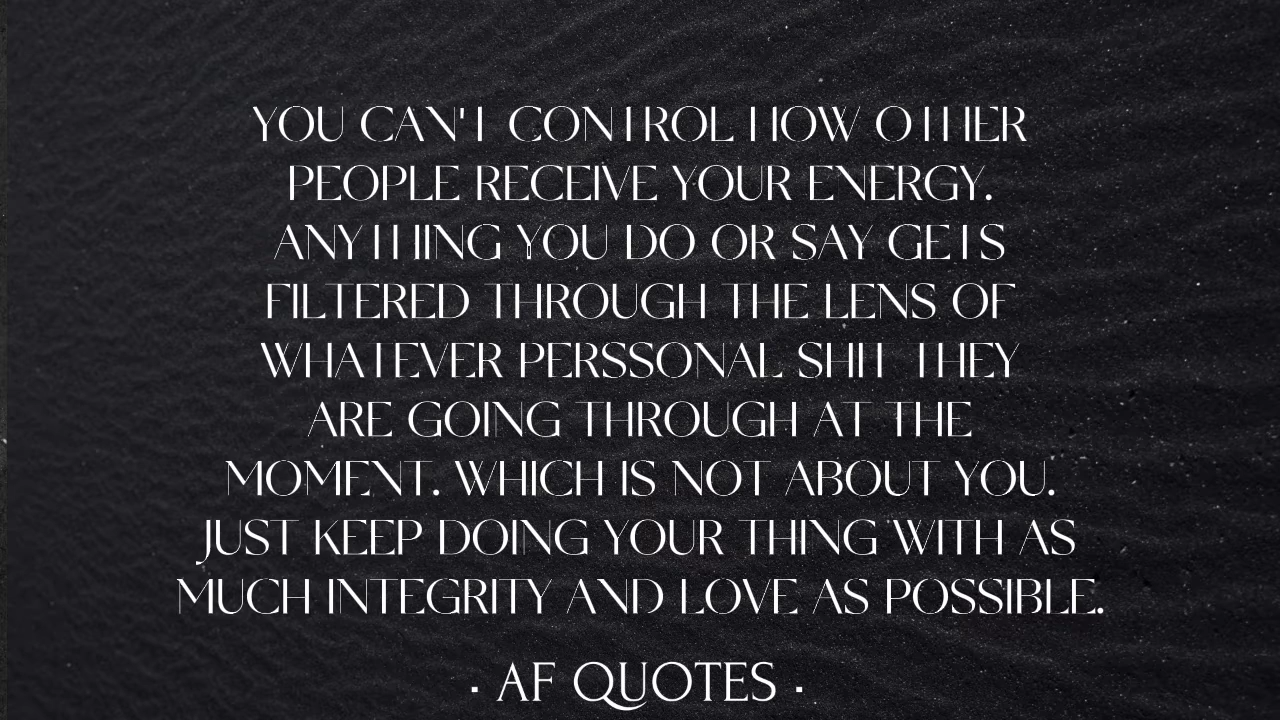 YOU CAN'T CONTROL HOW OTHER
PEOPLE RECEIVE YOUR ENERGY.
ANYTHING YOU DO OR SAY GETS
FILTERED THROUGH THE LENS OF
WHATEVER PERSSONAL SHIT THEY
ARE GOING THROUGH AT THE
MOMENT. WHICH IS NOT ABOUT YOU.
JUST KEEP DOING YOUR THING WITH AS
MUCH INTEGRITY AND LOVE AS POSSIBLE.
· AF QUOTES ·